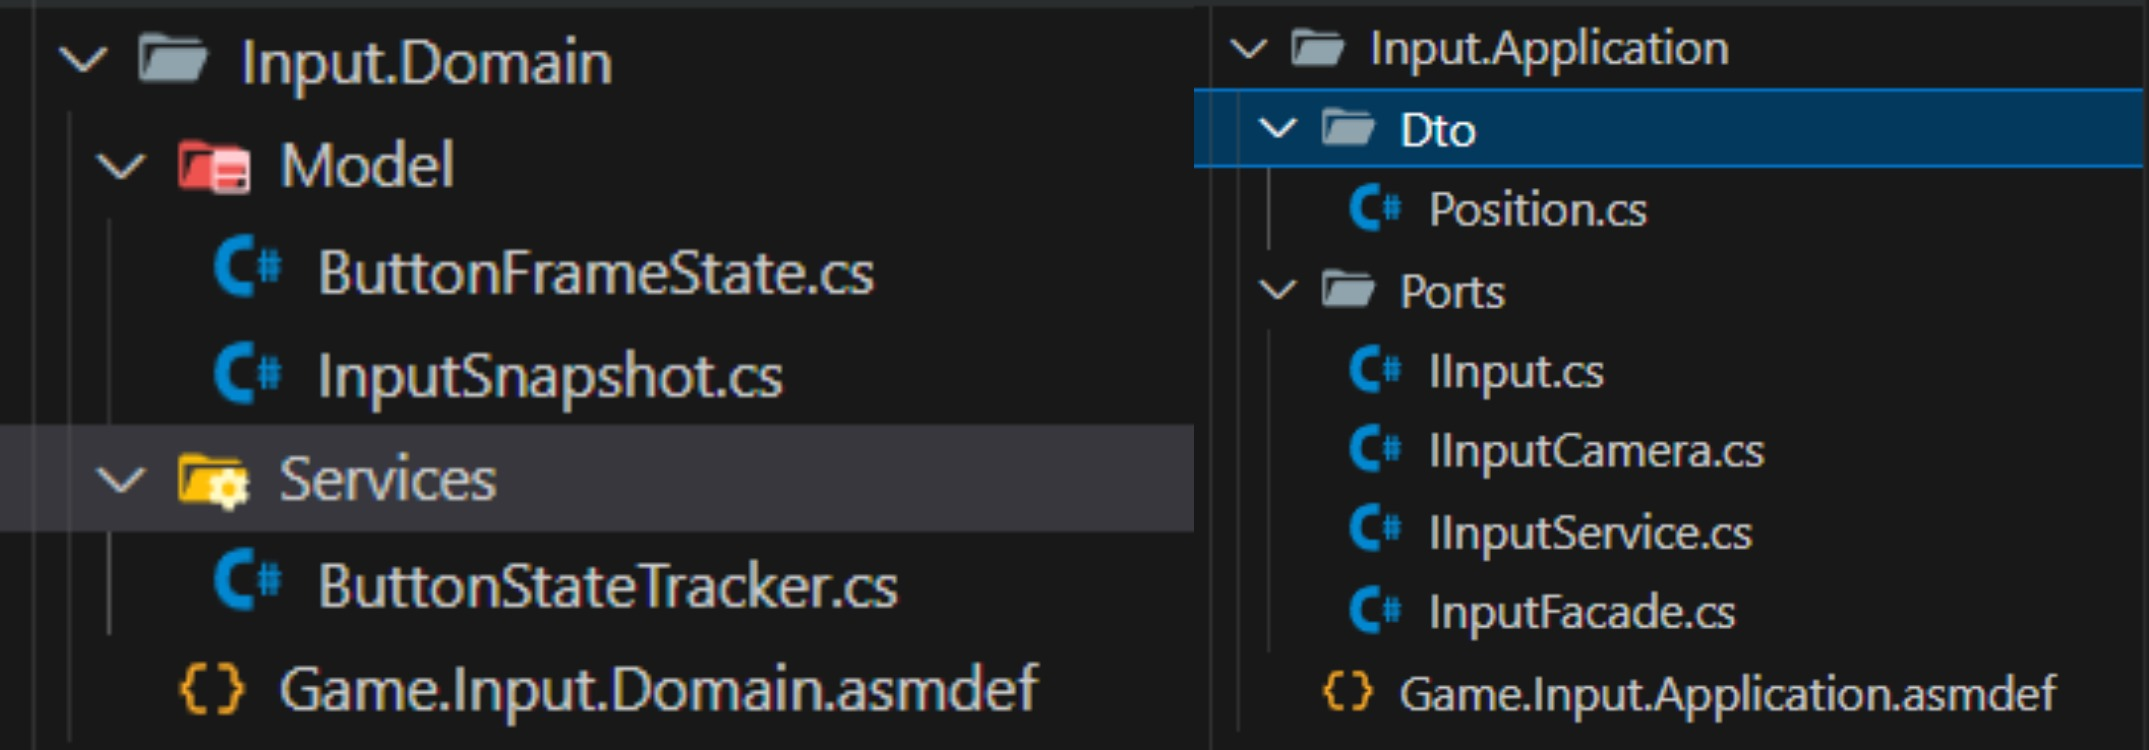 Input.Domain
Model
ButtonFrameState.cs
InputSnapshot.cs
Services
ButtonStateTracker.cs
Game.Input.Domain.asmdef
Input.Application
Dto
Position.cs
Ports
IInput.cs
IInputCamera.cs
IInputService.cs
InputFacade.cs
Game.Input.Application.asmdef